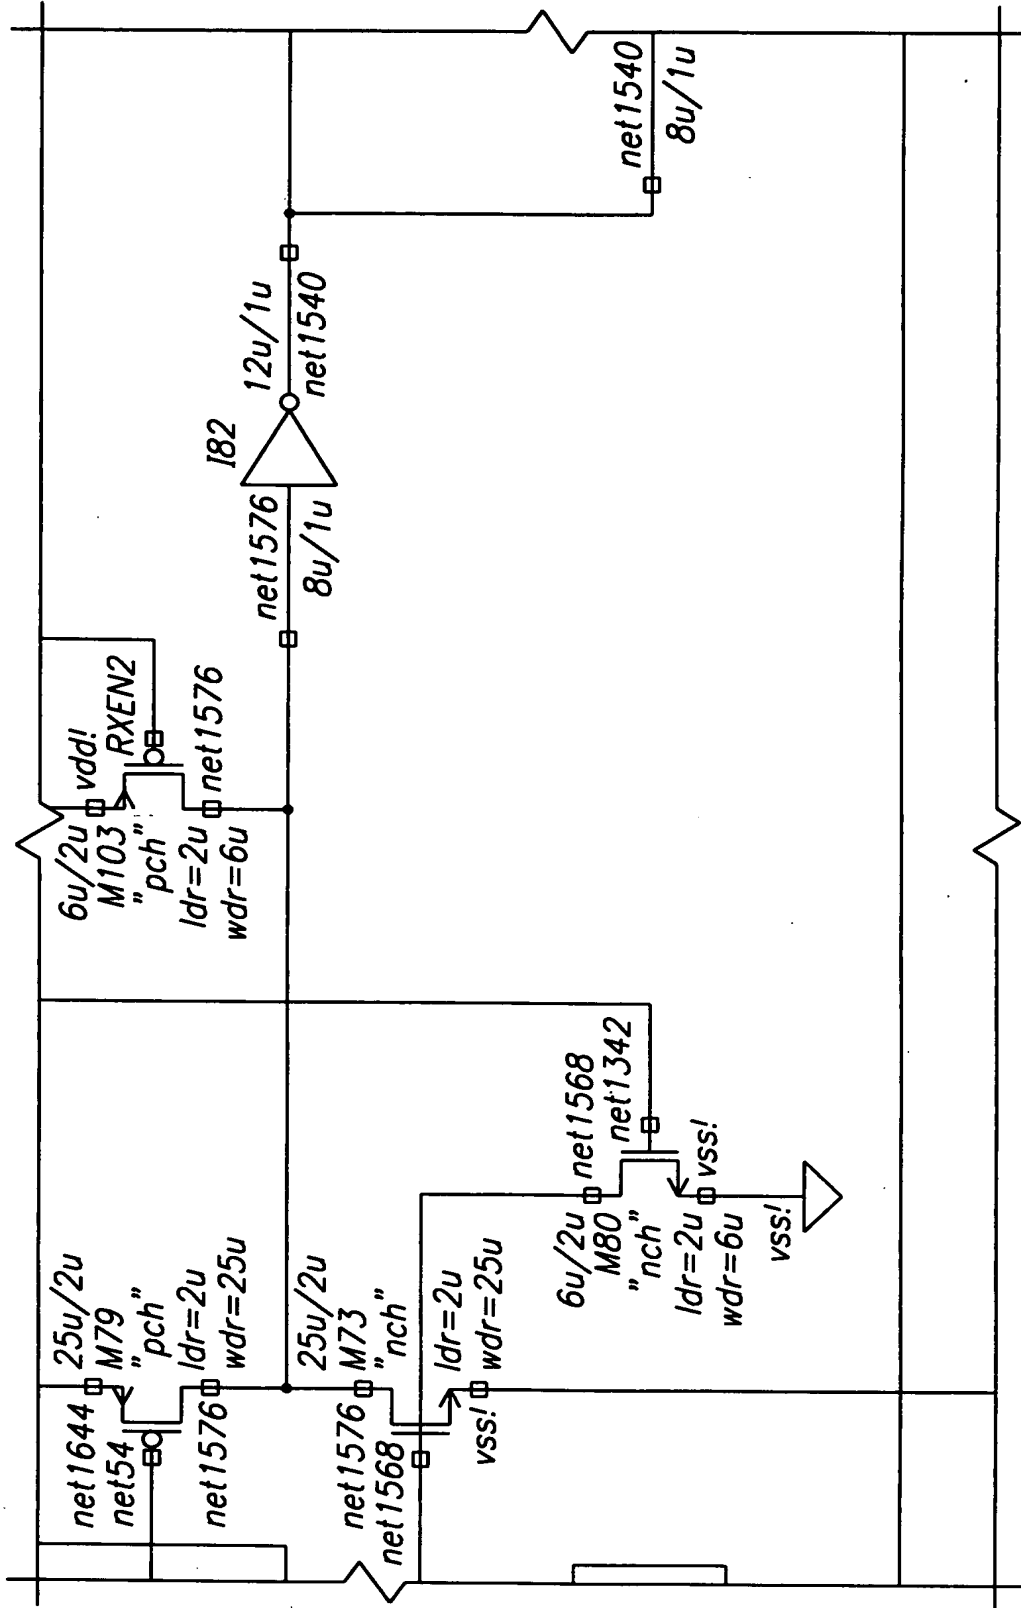 net1644
net54
net1576
25u/2u
M79
"pch"
ldr=2u
wdr=25u
net1576
net1568
25u/2u
M73
"nch"
ldr=2u
wdr=25u
vss!
6u/2u
M80
"nch"
ldr=2u
wdr=6u
net1568
net1342
vss!
vss!
6u/2u
M103
"pch"
ldr=2u
wdr=6u
vdd!
RXEN2
net1576
net1576
8u/1u
I82
12u/1u
net1540
net1540
8u/1u